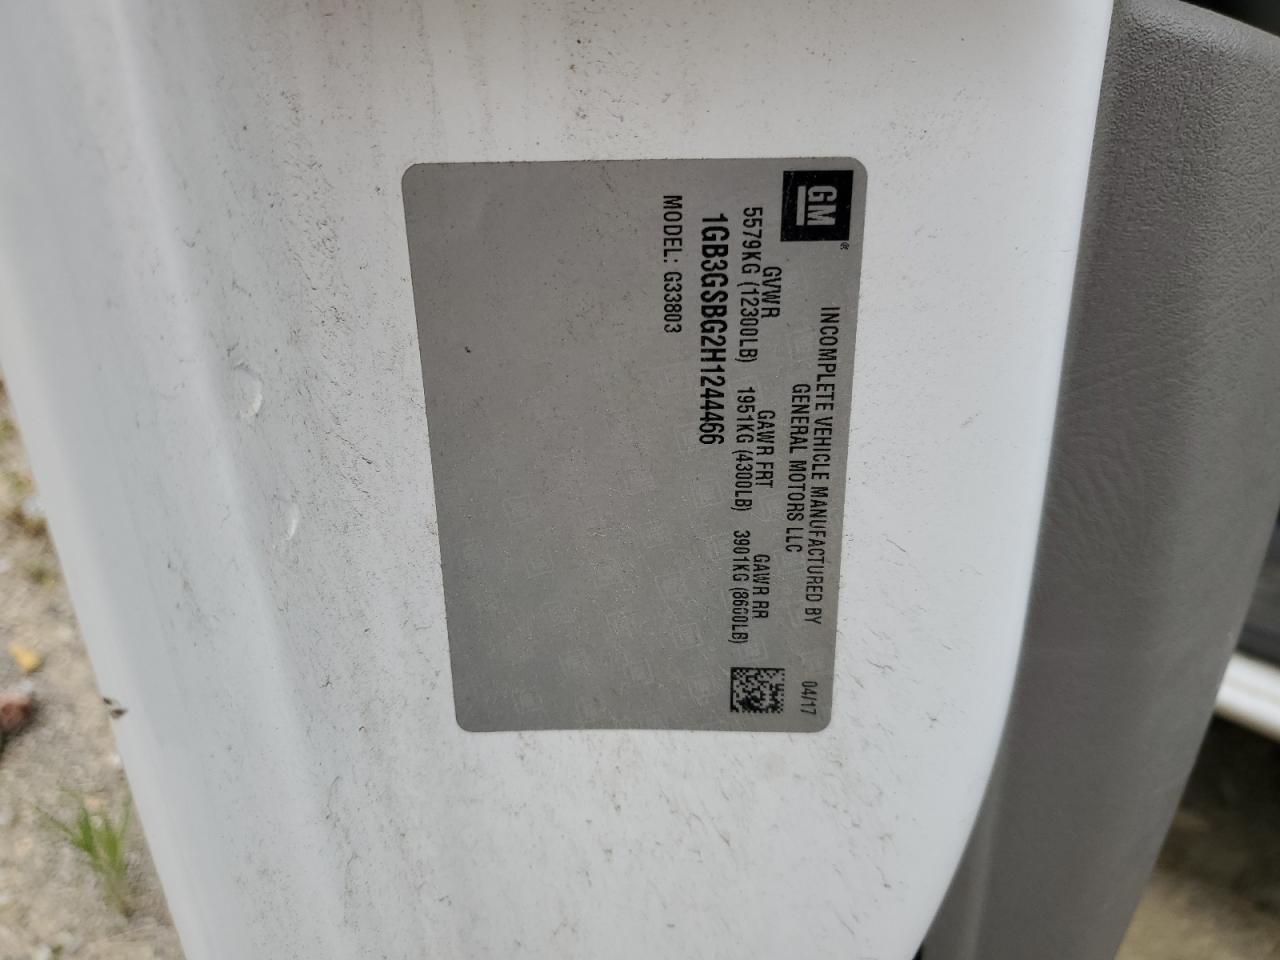 GM®
INCOMPLETE VEHICLE MANUFACTURED BY
GENERAL MOTORS LLC
04/17
GVWR GAWR FRT GAWR RR
5579KG (12300LB) 1951KG (4300LB) 3901KG (8600LB)
1GB3GSBG2H1244466
MODEL: G33803